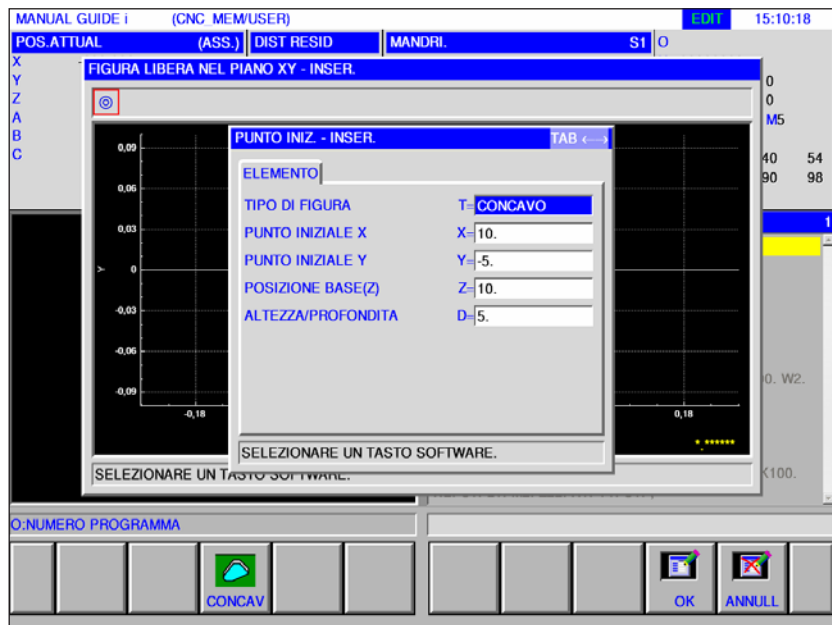 MANUAL GUIDE i (CNC_MEM/USER) EDIT 15:10:18
POS.ATTUAL (ASS.) DIST RESID MANDRI. S1 O
X
Y 0
Z 0
A M5
B
C 40 54
90 98
FIGURA LIBERA NEL PIANO XY - INSER.
PUNTO INIZ. - INSER. TAB
ELEMENTO
TIPO DI FIGURA T= CONCAVO
PUNTO INIZIALE X X= 10.
PUNTO INIZIALE Y Y= -5.
POSIZIONE BASE(Z) Z= 10.
ALTEZZA/PROFONDITA D= 5.
SELEZIONARE UN TASTO SOFTWARE.
0,09
0,06
0,03
Y 0
-0,03
-0,06
-0,09
-0,18 0,18
*.******
1
0. W2.
X100.
SELEZIONARE UN TASTO SOFTWARE.
O:NUMERO PROGRAMMA
CONCAV OK ANNULL